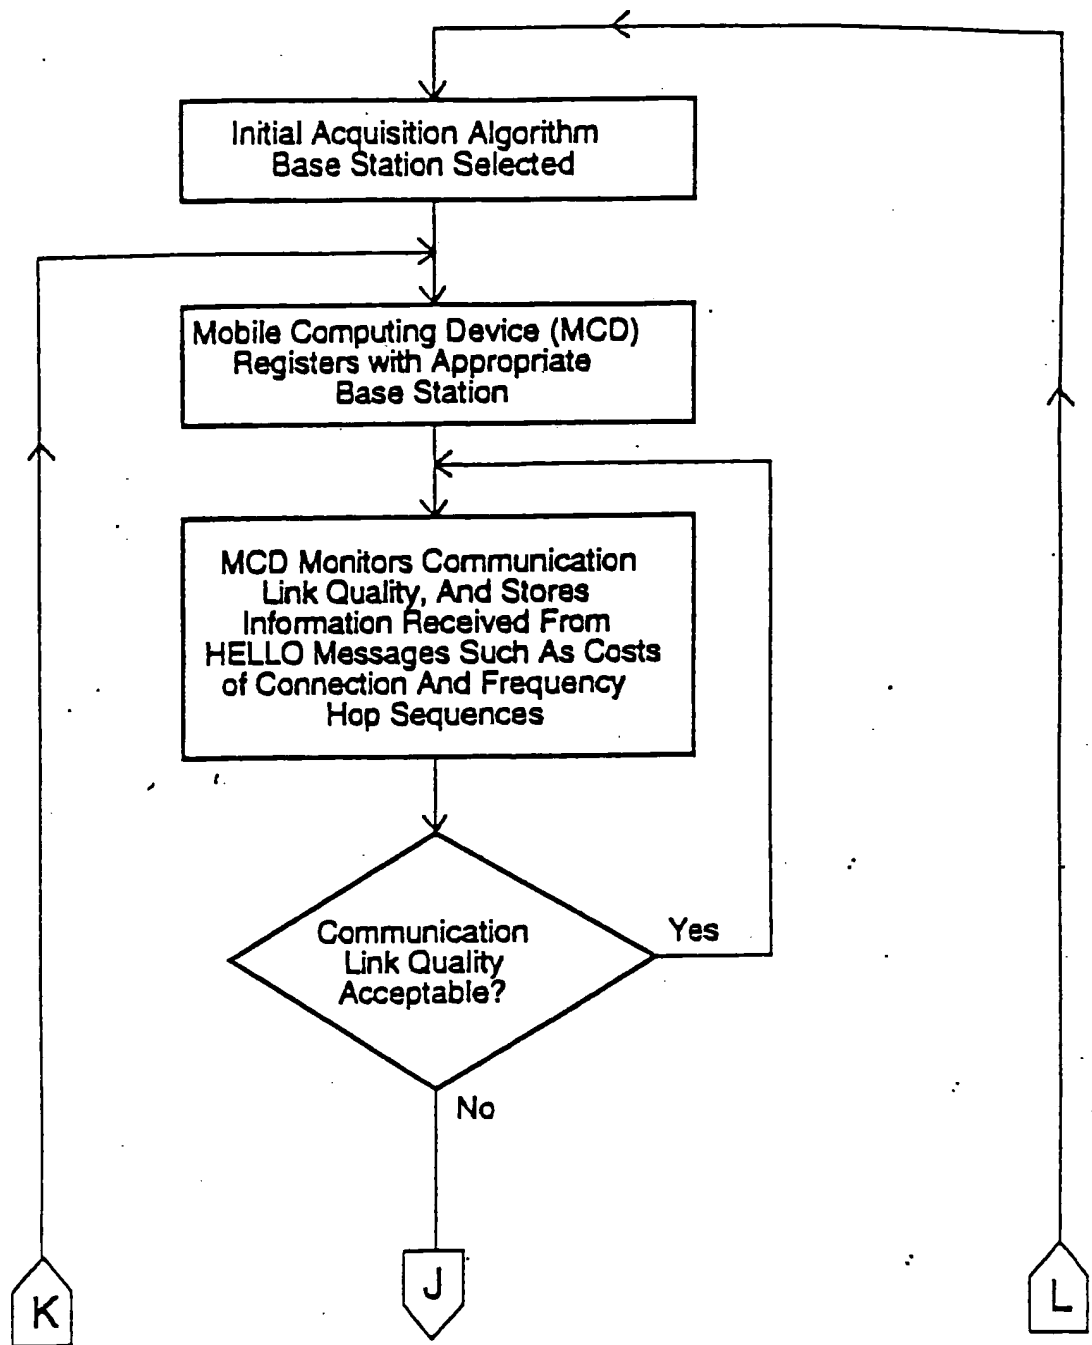 Initial Acquisition Algorithm
Base Station Selected
Mobile Computing Device (MCD)
Registers with Appropriate
Base Station
MCD Monitors Communication
Link Quality, And Stores
Information Received From
HELLO Messages Such As Costs
of Connection And Frequency
Hop Sequences
Communication
Link Quality
Acceptable?
Yes
No
K
J
L